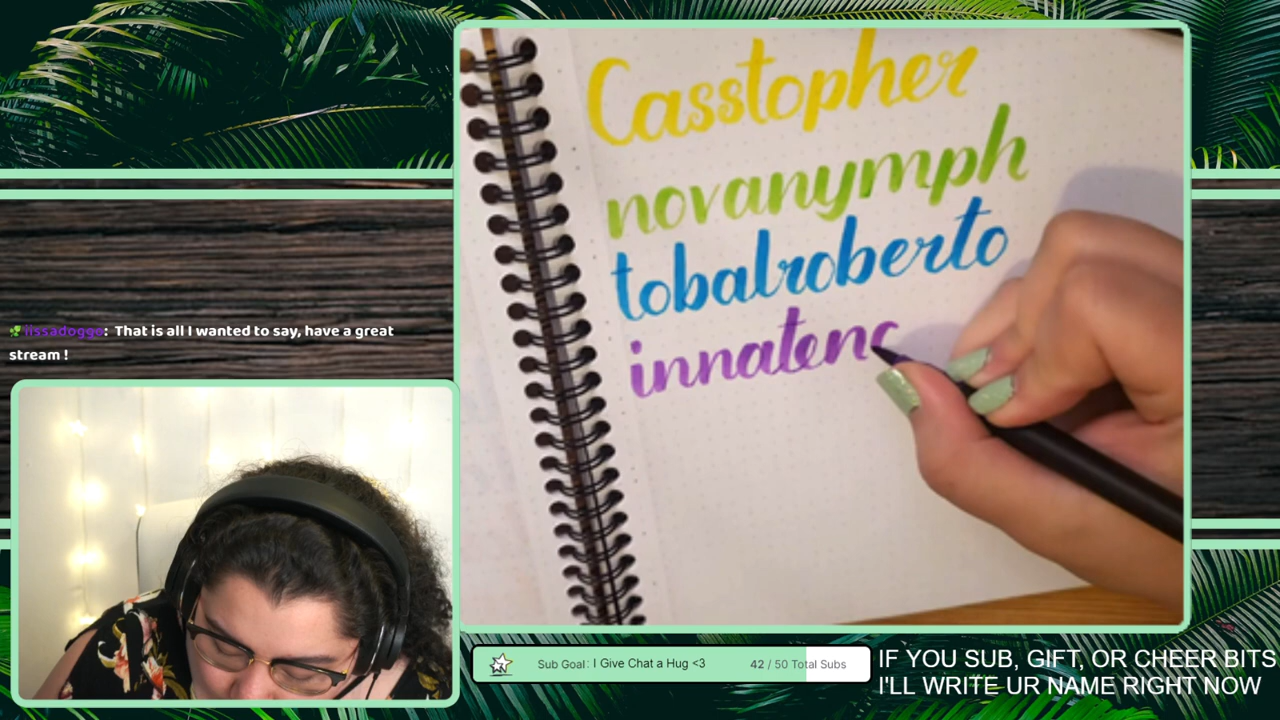 Casstopher
novanymph
tobalroberto
innatenc
lissadoggo: That is all I wanted to say, have a great
stream !
Sub Goal: I Give Chat a Hug <3 42 / 50 Total Subs
IF YOU SUB, GIFT, OR CHEER BITS
I'LL WRITE UR NAME RIGHT NOW